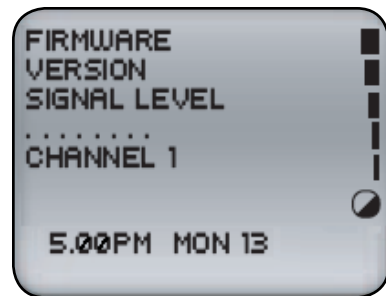 FIRMWARE
VERSION
SIGNAL LEVEL
. . . . . . . .
CHANNEL 1
5.00PM MON 13